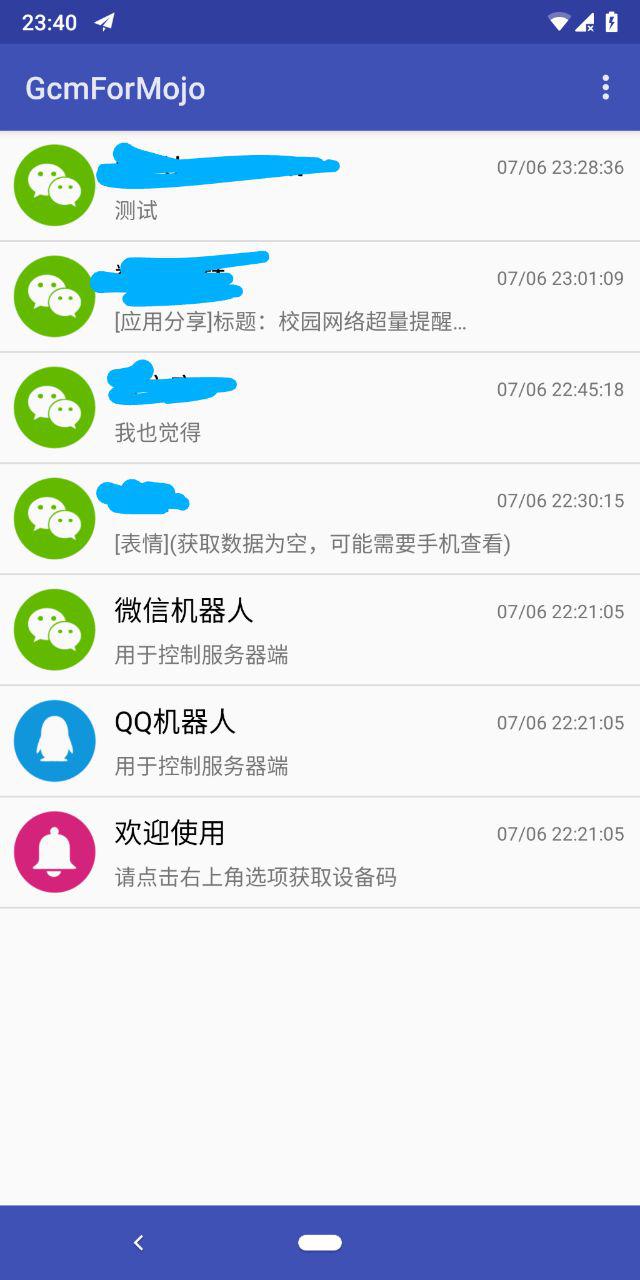 23:40
GcmForMojo
07/06 23:28:36
测试
07/06 23:01:09
[应用分享]标题：校园网络超量提醒…
07/06 22:45:18
我也觉得
07/06 22:30:15
[表情](获取数据为空，可能需要手机查看)
微信机器人 07/06 22:21:05
用于控制服务器端
QQ机器人 07/06 22:21:05
用于控制服务器端
欢迎使用 07/06 22:21:05
请点击右上角选项获取设备码